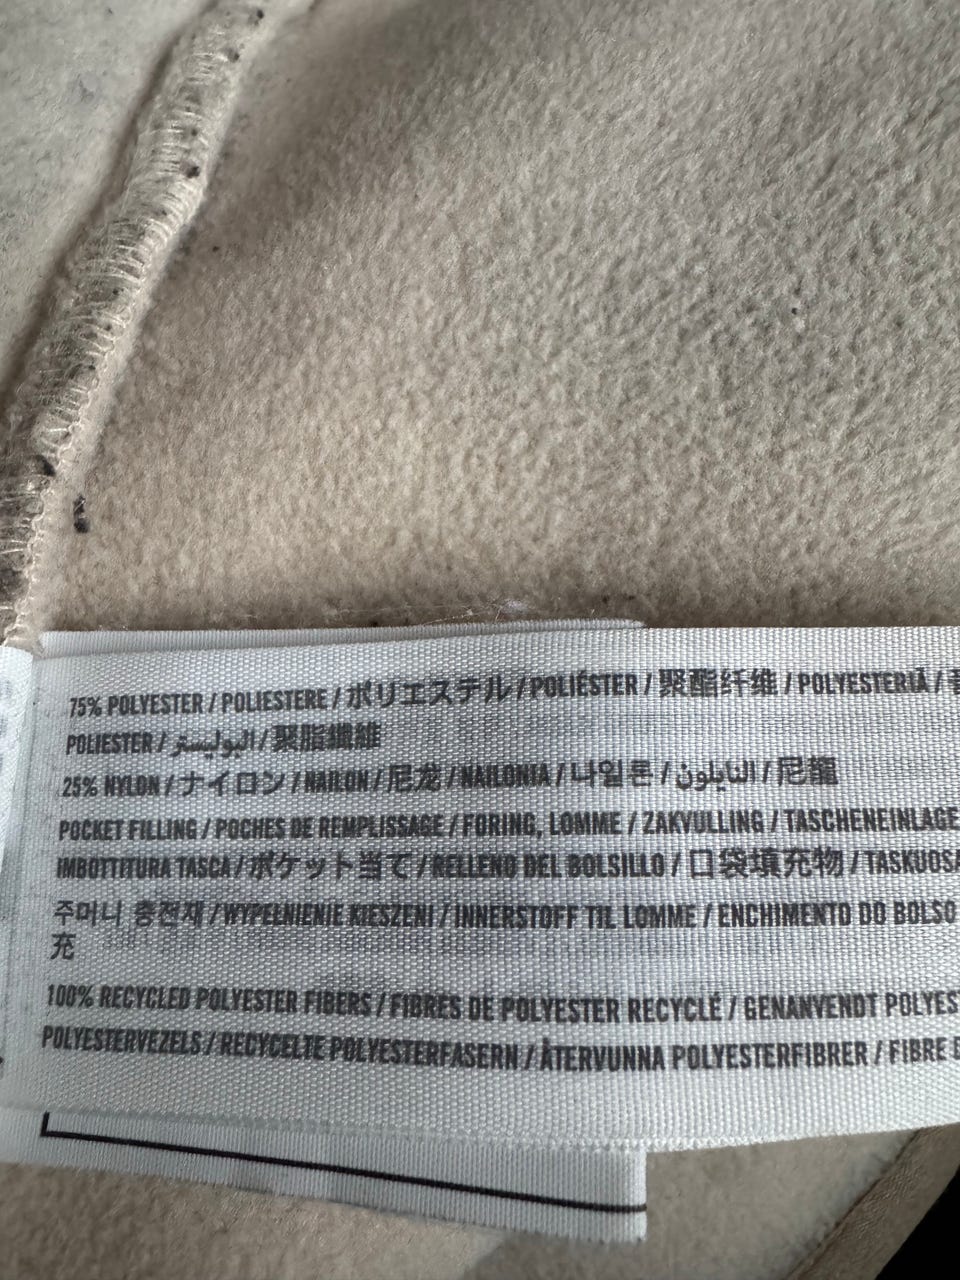 75% POLYESTER / POLIESTERE / ポリエステル / POLIÉSTER / 聚酯纤维 / POLYESTERIÄ /
POLIESTER / البوليستر / 聚脂纖維
25% NYLON / ナイロン / NAILON / 尼龙 / NAILONIA / 나일론 / النايلون / 尼龍
POCKET FILLING / POCHES DE REMPLISSAGE / FORING, LOMME / ZAKVULLING / TASCHENEINLAGE
IMBOTTITURA TASCA / ポケット当て / RELLENO DEL BOLSILLO / 口袋填充物 / TASKUOSA
주머니 충전재 / WYPEŁNIENIE KIESZENI / INNERSTOFF TIL LOMME / ENCHIMENTO DO BOLSO
充
100% RECYCLED POLYESTER FIBERS / FIBRES DE POLYESTER RECYCLÉ / GENANVENDT POLYES
POLYESTERVEZELS / RECYCELTE POLYESTERFASERN / ÅTERVUNNA POLYESTERFIBRER / FIBRE